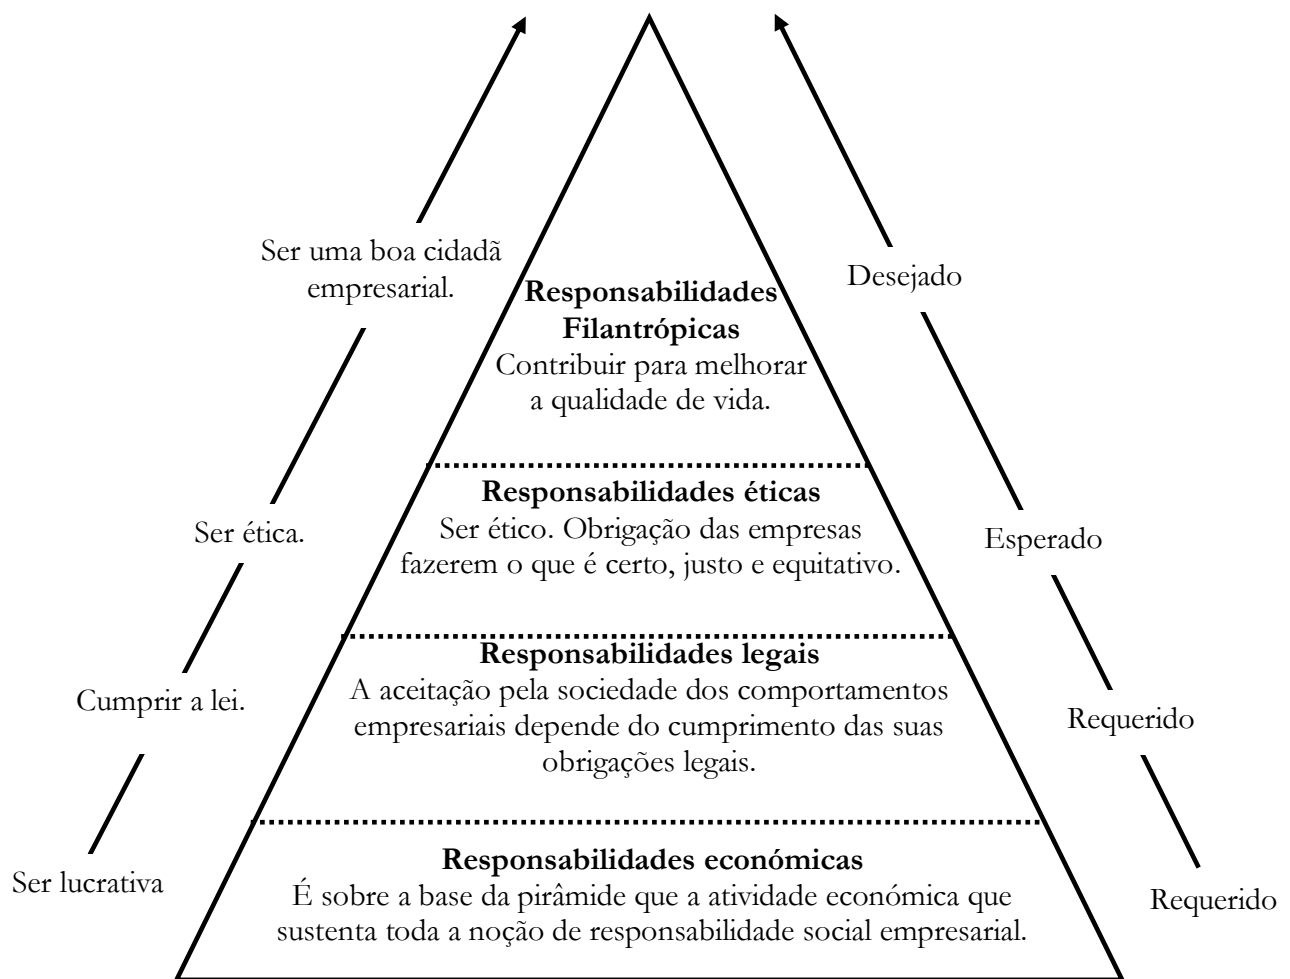 Ser uma boa cidadã
empresarial.
Desejado
Responsabilidades
Filantrópicas
Contribuir para melhorar
a qualidade de vida.
Responsabilidades éticas
Ser ético. Obrigação das empresas
fazerem o que é certo, justo e equitativo.
Ser ética.
Esperado
Responsabilidades legais
A aceitação pela sociedade dos comportamentos
empresariais depende do cumprimento das suas
obrigações legais.
Cumprir a lei.
Requerido
Responsabilidades económicas
É sobre a base da pirâmide que a atividade económica que
sustenta toda a noção de responsabilidade social empresarial.
Ser lucrativa
Requerido